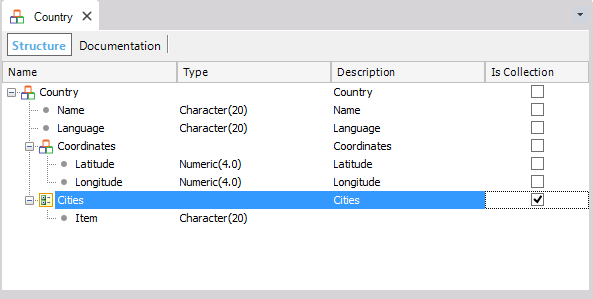 Country
Structure Documentation
Name Type Description Is Collection
Country Country
Name Character(20) Name
Language Character(20) Language
Coordinates Coordinates
Latitude Numeric(4.0) Latitude
Longitude Numeric(4.0) Longitude
Cities Cities
Item Character(20)